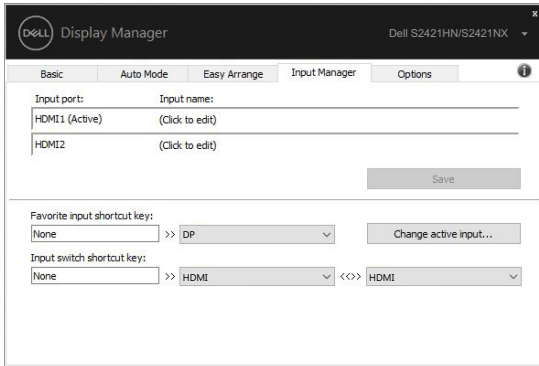 x
DELL Display Manager Dell S2421HN/S2421NX
Basic Auto Mode Easy Arrange Input Manager Options i
Input port: Input name:
HDMI1 (Active) (Click to edit)
HDMI2 (Click to edit)
Save
Favorite input shortcut key:
None >> DP Change active input...
Input switch shortcut key:
None >> HDMI <<>> HDMI